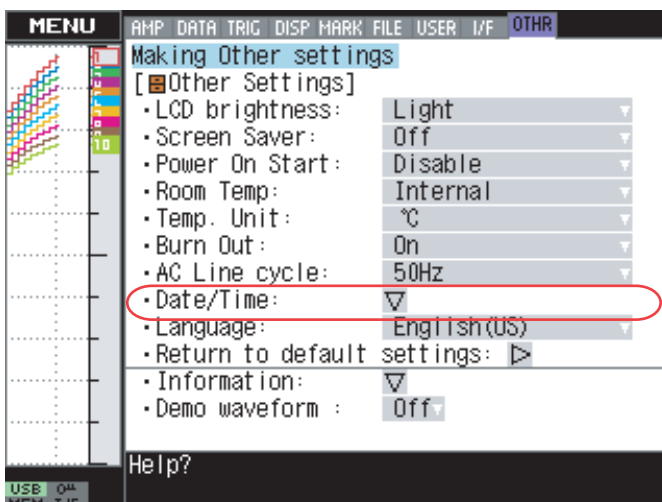 MENU
AMP DATA TRIG DISP MARK FILE USER I/F OTHR
Making Other settings
[Other Settings]
・LCD brightness: Light
・Screen Saver: Off
・Power On Start: Disable
・Room Temp: Internal
・Temp. Unit: ℃
・Burn Out: On
・AC Line cycle: 50Hz
・Date/Time: ▽
・Language: English(US)
・Return to default settings: ▷
・Information: ▽
・Demo waveform : Off
Help?
1
10
USB